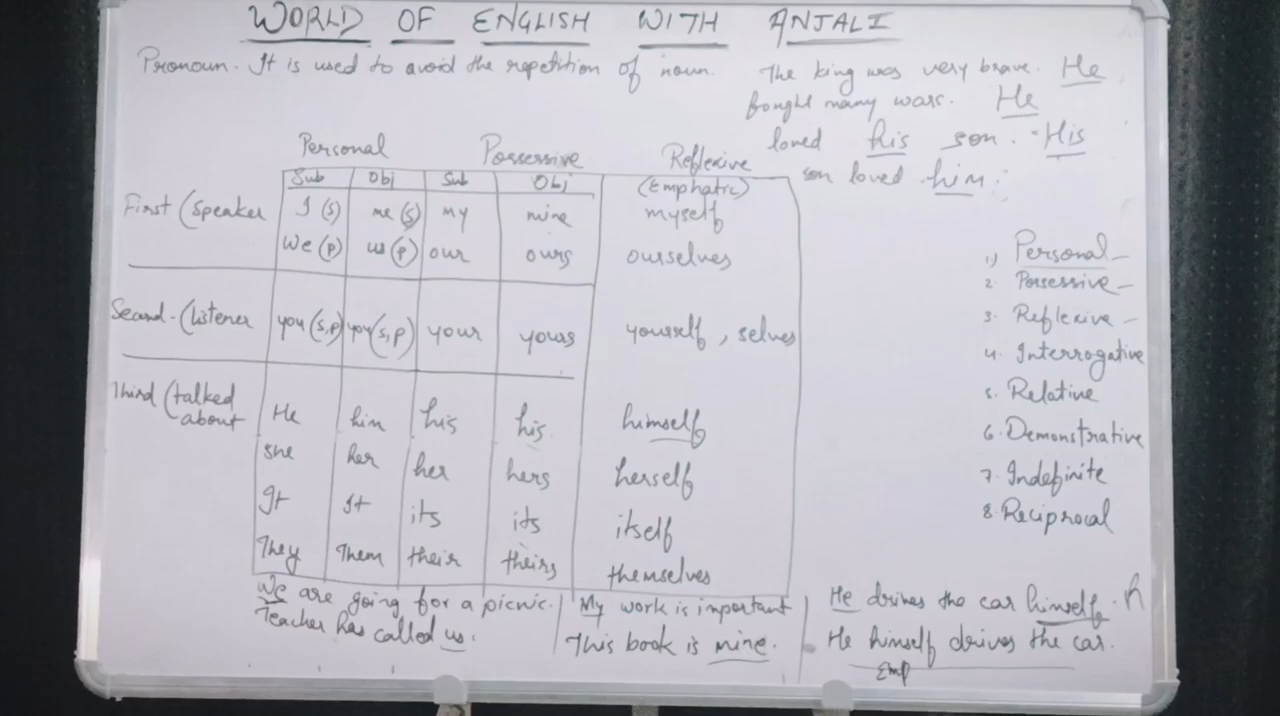 WORLD OF ENGLISH WITH ANJALI
Pronoun. It is used to avoid the repetition of noun.
The king was very brave. He
fought many wars. He
loved his son. His
son loved him.
Personal Possessive Reflexive
Sub Obj Sub Obj (Emphatic)
First (speaker I (s) me (s) my mine myself
We (p) us (p) our ours ourselves
Second - (listener you (s,p) you (s,p) your yours yourself, selves
Third (talked about He him his his himself
She her her hers herself
It It its its itself
They Them their theirs themselves
1) Personal -
2. Possessive -
3. Reflexive -
4. Interrogative
5. Relative
6. Demonstrative
7. Indefinite
8. Reciprocal
We are going for a picnic.
Teacher has called us.
My work is important
This book is mine.
He drives the car himself. R
He himself drives the car.
Emp